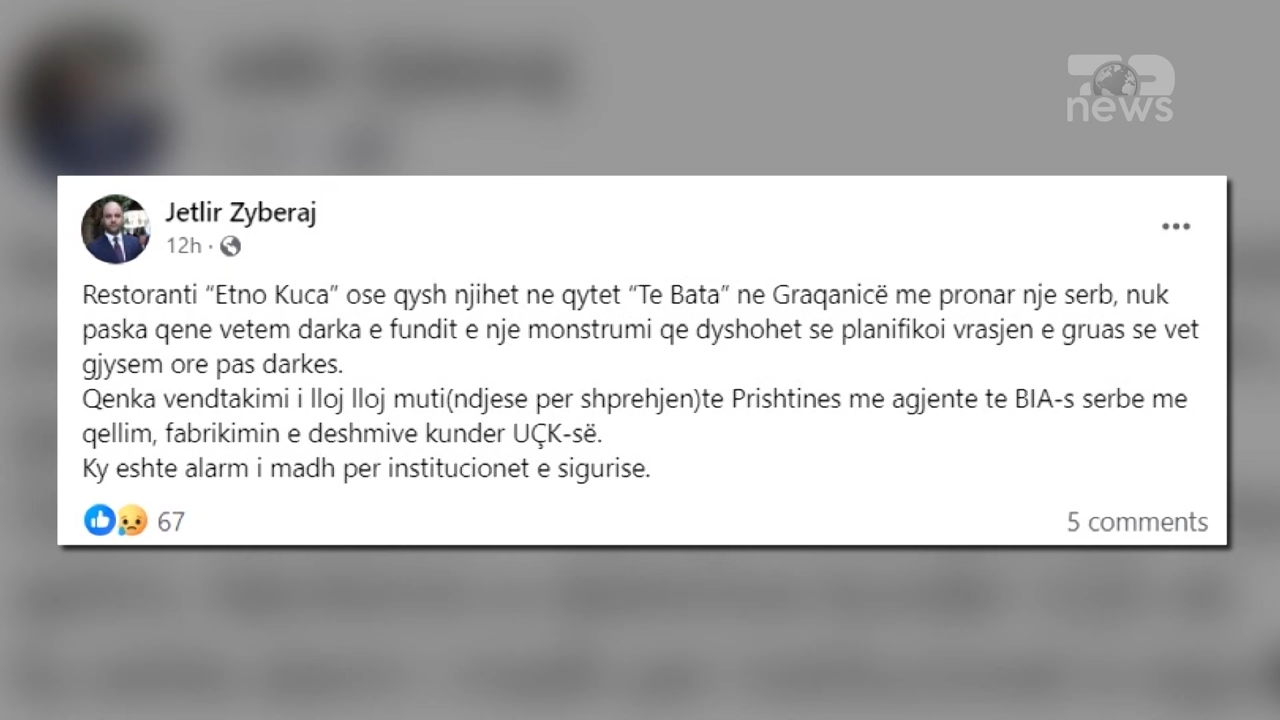 TOP
news
Jetlir Zyberaj
12h ·
Restoranti “Etno Kuca” ose qysh njihet ne qytet “Te Bata” ne Graqanicë me pronar nje serb, nuk
paska qene vetem darka e fundit e nje monstrumi qe dyshohet se planifikoi vrasjen e gruas se vet
gjysem ore pas darkes.
Qenka vendtakimi i lloj lloj muti(ndjese per shprehjen)te Prishtines me agjente te BIA-s serbe me
qellim, fabrikimin e deshmive kunder UÇK-së.
Ky eshte alarm i madh per institucionet e sigurise.
67
5 comments